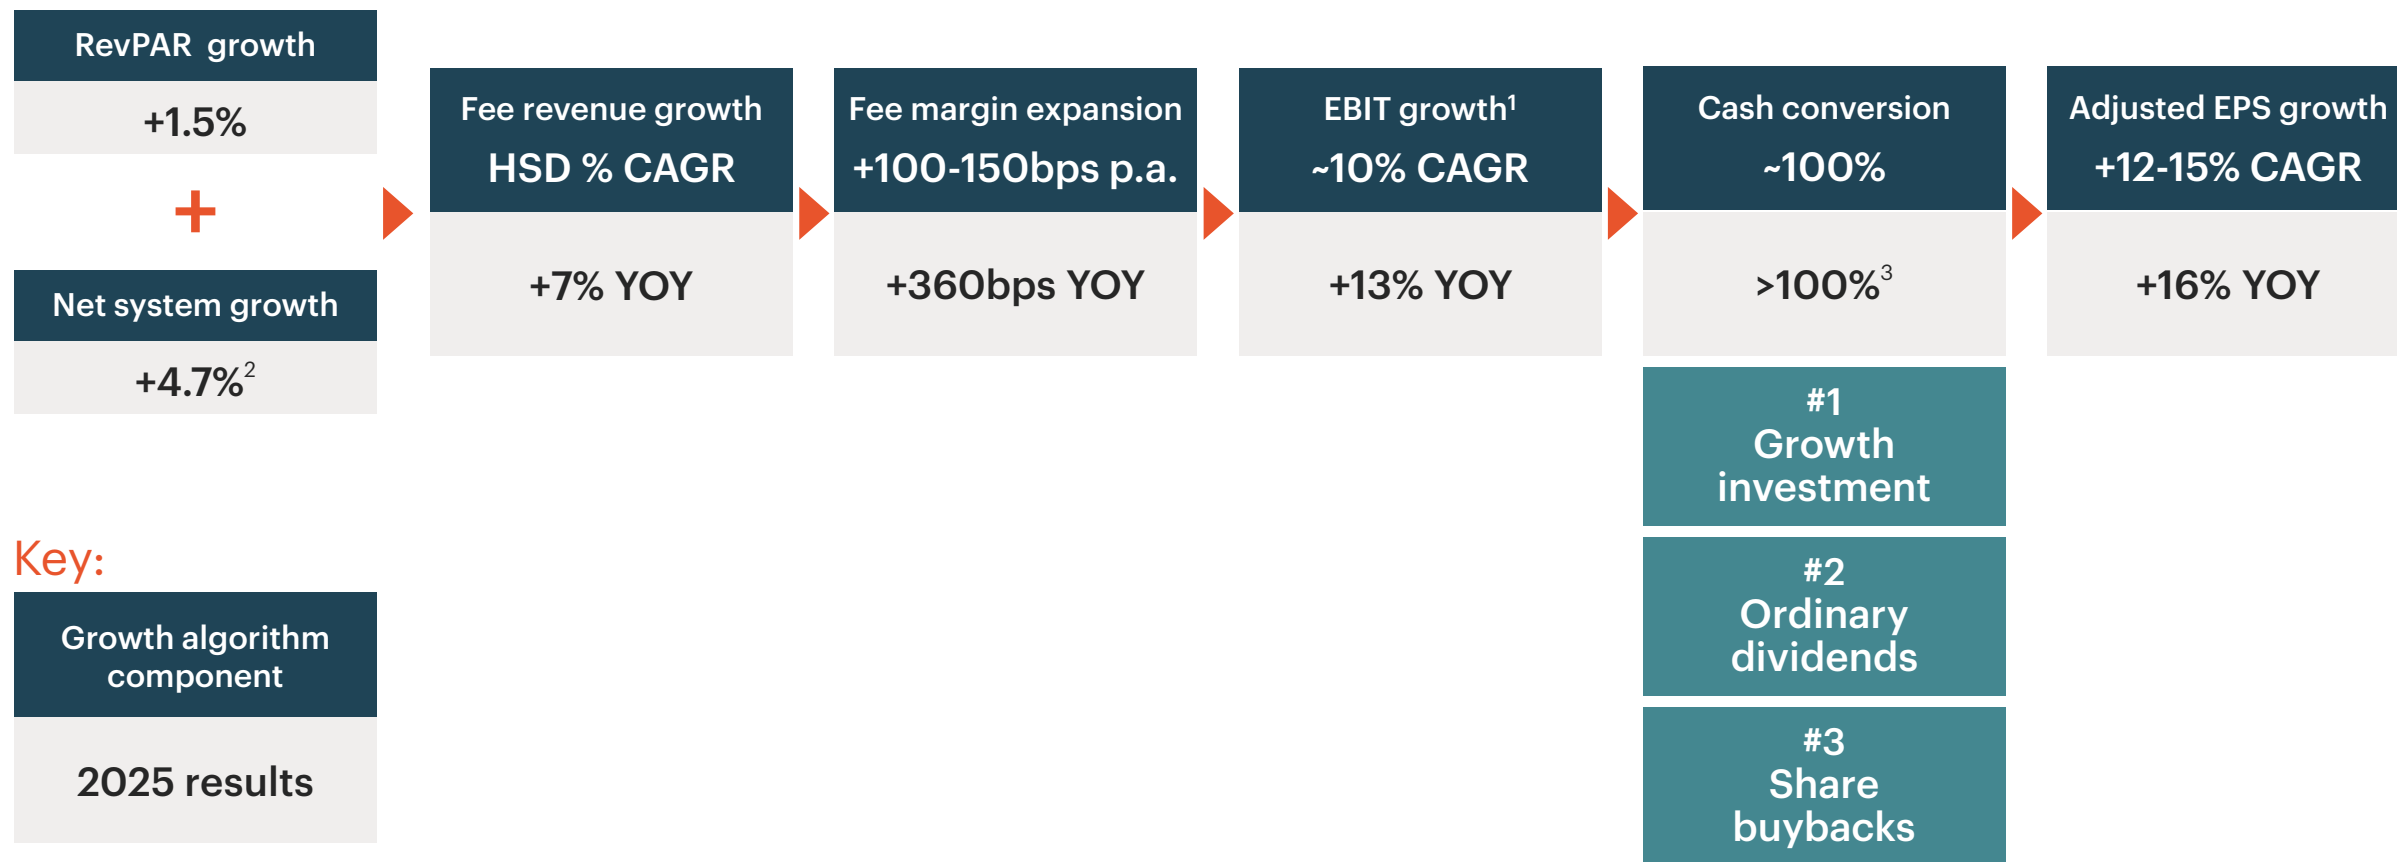 RevPAR growth
+1.5%
+
Net system growth
+4.7%²
Fee revenue growth
HSD % CAGR
+7% YOY
Fee margin expansion
+100-150bps p.a.
+360bps YOY
EBIT growth¹
~10% CAGR
+13% YOY
Cash conversion
~100%
>100%³
#1
Growth
investment
#2
Ordinary
dividends
#3
Share
buybacks
Adjusted EPS growth
+12-15% CAGR
+16% YOY
Key:
Growth algorithm
component
2025 results